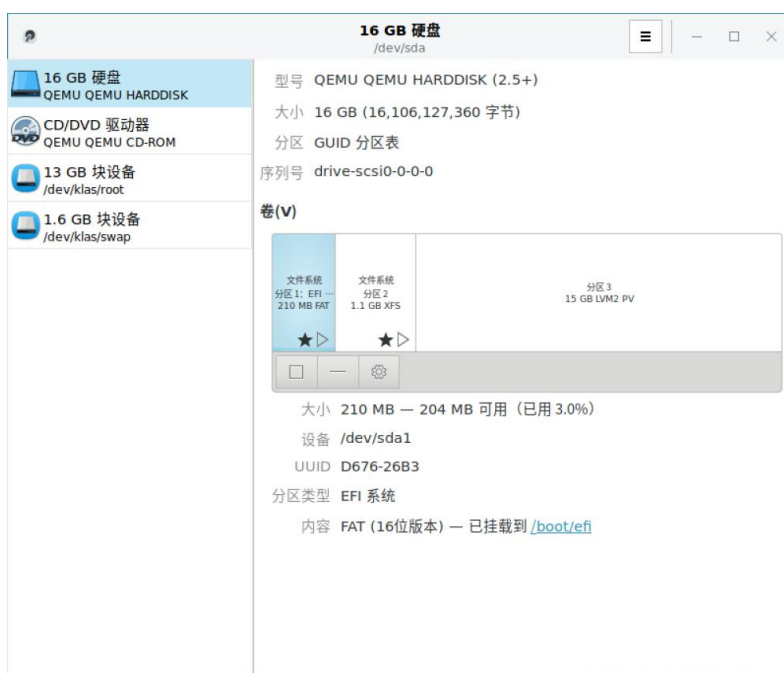 16 GB 硬盘
/dev/sda
16 GB 硬盘
QEMU QEMU HARDDISK
CD/DVD 驱动器
QEMU QEMU CD-ROM
13 GB 块设备
/dev/klas/root
1.6 GB 块设备
/dev/klas/swap
型号 QEMU QEMU HARDDISK (2.5+)
大小 16 GB (16,106,127,360 字节)
分区 GUID 分区表
序列号 drive-scsi0-0-0-0
卷(V)
文件系统
分区 1: EFI …
210 MB FAT
文件系统
分区 2
1.1 GB XFS
分区 3
15 GB LVM2 PV
大小 210 MB — 204 MB 可用（已用 3.0%）
设备 /dev/sda1
UUID D676-26B3
分区类型 EFI 系统
内容 FAT (16位版本) — 已挂载到 /boot/efi